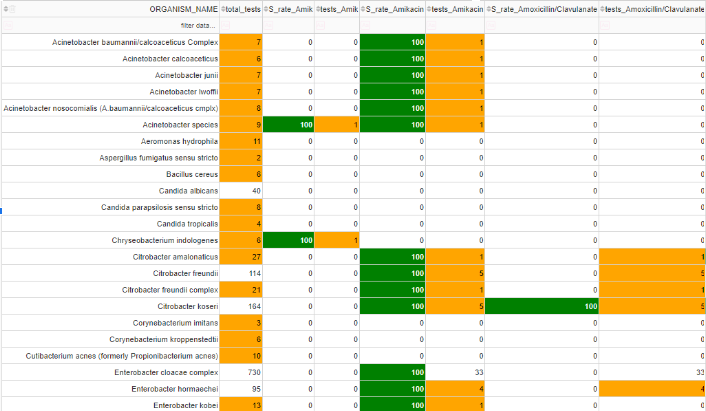 ORGANISM_NAME total_tests S_rate_Amik tests_Amik S_rate_Amikacin tests_Amikacin S_rate_Amoxicillin/Clavulanate tests_Amoxicillin/Clavulanate
filter data...
Acinetobacter baumannii/calcoaceticus Complex 7 0 0 100 1 0 0
Acinetobacter calcoaceticus 6 0 0 100 1 0 0
Acinetobacter junii 7 0 0 100 1 0 0
Acinetobacter lwoffii 7 0 0 100 1 0 0
Acinetobacter nosocomialis (A.baumannii/calcoaceticus cmplx) 8 0 0 100 1 0 0
Acinetobacter species 9 100 1 100 1 0 0
Aeromonas hydrophila 11 0 0 0 0 0 0
Aspergillus fumigatus sensu stricto 2 0 0 0 0 0 0
Bacillus cereus 6 0 0 0 0 0 0
Candida albicans 40 0 0 0 0 0 0
Candida parapsilosis sensu stricto 8 0 0 0 0 0 0
Candida tropicalis 4 0 0 0 0 0 0
Chryseobacterium indologenes 6 100 1 0 0 0 0
Citrobacter amalonaticus 27 0 0 100 1 0 1
Citrobacter freundii 114 0 0 100 5 0 5
Citrobacter freundii complex 21 0 0 100 1 0 1
Citrobacter koseri 164 0 0 100 5 100 5
Corynebacterium imitans 3 0 0 0 0 0 0
Corynebacterium kroppenstedtii 6 0 0 0 0 0 0
Cutibacterium acnes (formerly Propionibacterium acnes) 10 0 0 0 0 0 0
Enterobacter cloacae complex 730 0 0 100 33 0 33
Enterobacter hormaechei 95 0 0 100 4 0 4
Enterobacter kobei 13 0 0 100 1 0 0